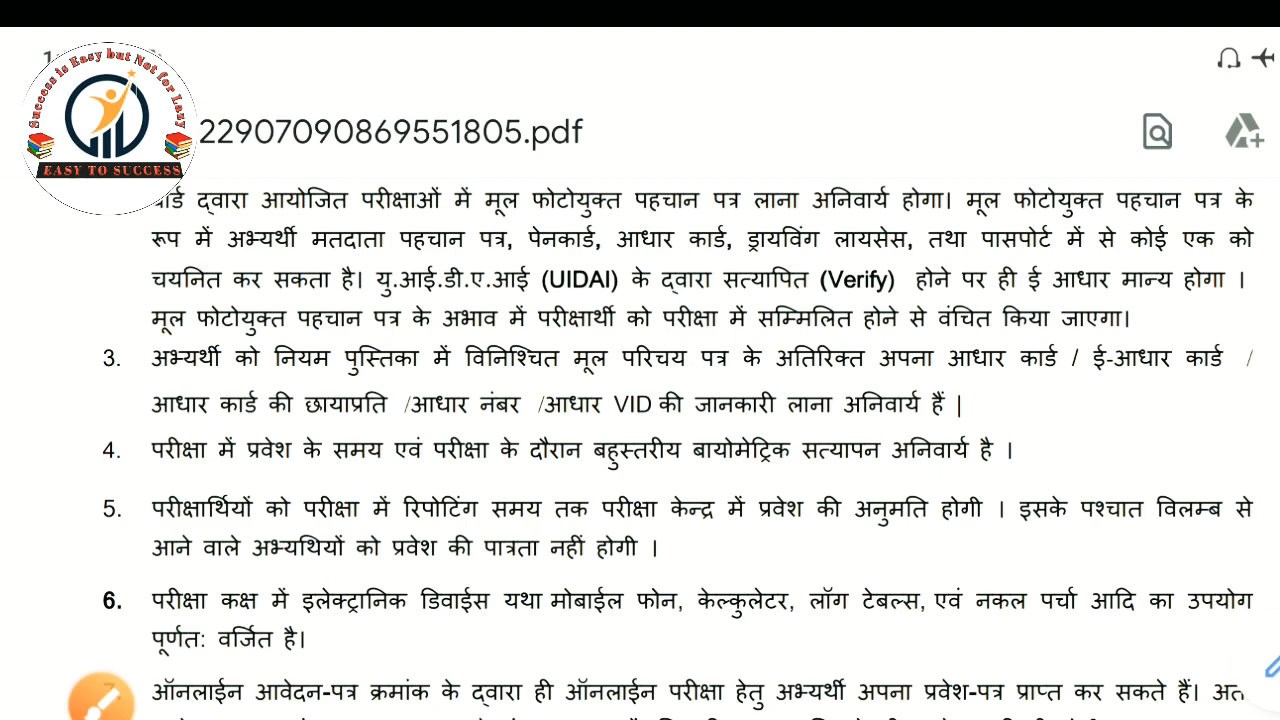 Success is Easy but Not for Lazy
EASY TO SUCCESS
22907090869551805.pdf
द्वारा आयोजित परीक्षाओं में मूल फोटोयुक्त पहचान पत्र लाना अनिवार्य होगा। मूल फोटोयुक्त पहचान पत्र के
रूप में अभ्यर्थी मतदाता पहचान पत्र, पेनकार्ड, आधार कार्ड, ड्रायविंग लायसेस, तथा पासपोर्ट में से कोई एक को
चयनित कर सकता है। यु.आई.डी.ए.आई (UIDAI) के द्वारा सत्यापित (Verify) होने पर ही ई आधार मान्य होगा ।
मूल फोटोयुक्त पहचान पत्र के अभाव में परीक्षार्थी को परीक्षा में सम्मिलित होने से वंचित किया जाएगा।
3. अभ्यर्थी को नियम पुस्तिका में विनिश्चित मूल परिचय पत्र के अतिरिक्त अपना आधार कार्ड / ई-आधार कार्ड /
आधार कार्ड की छायाप्रति /आधार नंबर /आधार VID की जानकारी लाना अनिवार्य हैं |
4. परीक्षा में प्रवेश के समय एवं परीक्षा के दौरान बहुस्तरीय बायोमेट्रिक सत्यापन अनिवार्य है ।
5. परीक्षार्थियों को परीक्षा में रिपोटिंग समय तक परीक्षा केन्द्र में प्रवेश की अनुमति होगी । इसके पश्चात विलम्ब से
आने वाले अभ्यथियों को प्रवेश की पात्रता नहीं होगी ।
6. परीक्षा कक्ष में इलेक्ट्रानिक डिवाईस यथा मोबाईल फोन, केल्कुलेटर, लॉग टेबल्स, एवं नकल पर्चा आदि का उपयोग
पूर्णत: वर्जित है।
7. ऑनलाईन आवेदन-पत्र क्रमांक के द्वारा ही ऑनलाईन परीक्षा हेतु अभ्यर्थी अपना प्रवेश-पत्र प्राप्त कर सकते हैं।